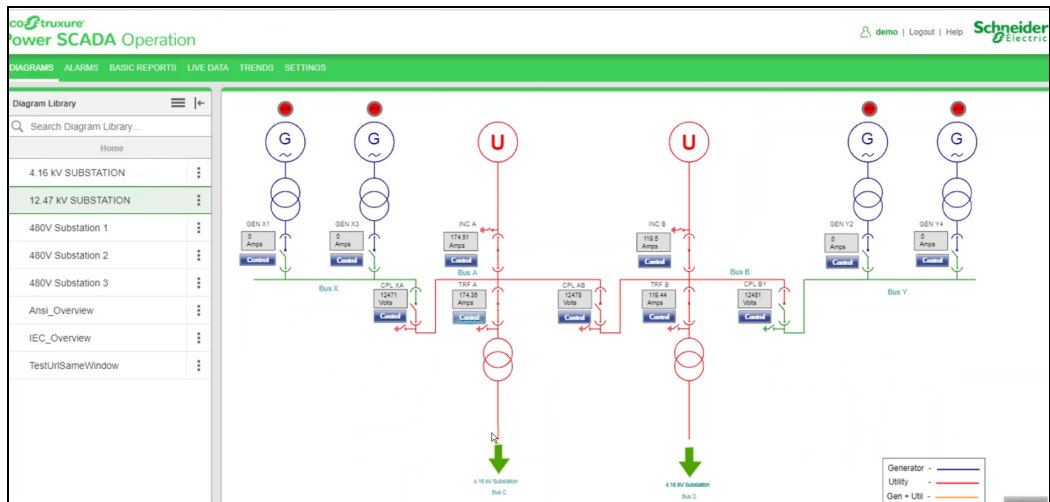 co truxure
Power SCADA Operation
demo | Logout | Help
Schneider
Electric
DIAGRAMS ALARMS BASIC REPORTS LIVE DATA TRENDS SETTINGS
Diagram Library
Search Diagram Library...
Home
4.16 kV SUBSTATION
12.47 kV SUBSTATION
480V Substation 1
480V Substation 2
480V Substation 3
Ansi_Overview
IEC_Overview
TestUrlSameWindow
G G U U G G
GEN X1 GEN X3 INC A INC B GEN Y2 GEN Y4
0 Amps
Control
0 Amps
Control
174.51 Amps
119.5 Amps
0 Amps
Control
0 Amps
Control
Bus A Bus B
Bus X Bus Y
CPL XA TRF A CPL AB TRF B CPL BY
12471 Volts
Control
174.35 Amps
Control
12478 Volts
Control
119.44 Amps
Control
12481 Volts
Control
4.16 kV Substation
Bus C
4.16 kV Substation
Bus D
Generator -
Utility -
Gen + Util -